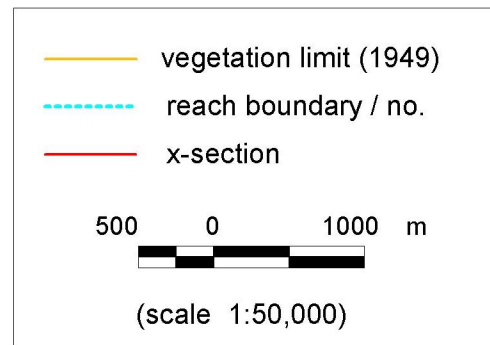 vegetation limit (1949)
reach boundary / no.
x-section
500 0 1000 m
(scale 1:50,000)